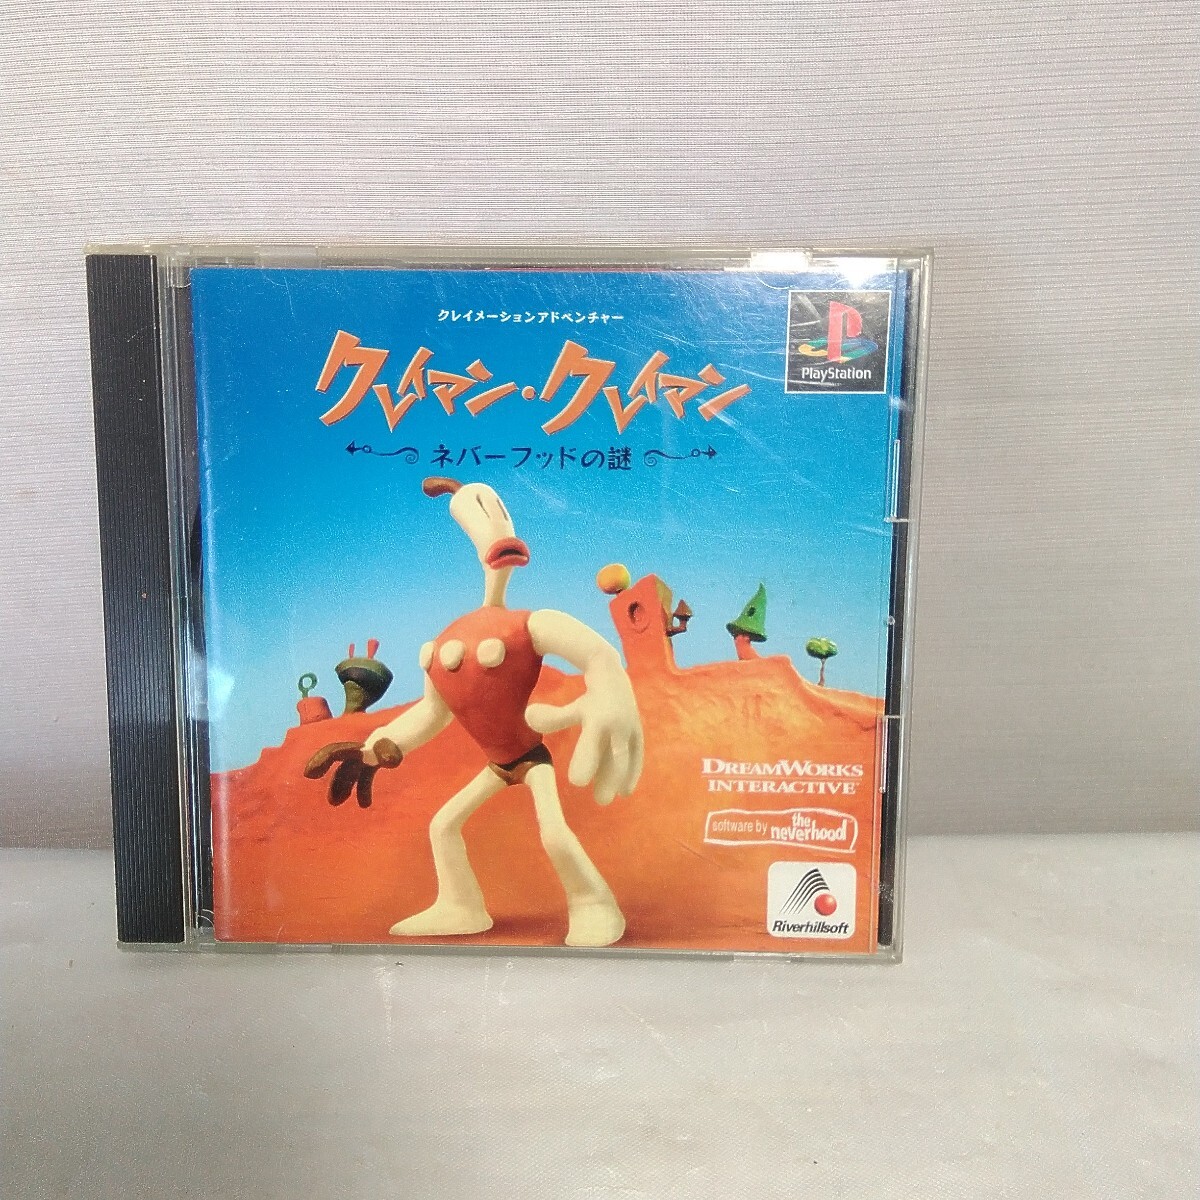 クレイメーションアドベンチャー
クレイマン・クレイマン
ネバーフッドの謎
PlayStation
DREAMWORKS
INTERACTIVE
software by the neverhood
Riverhillsoft